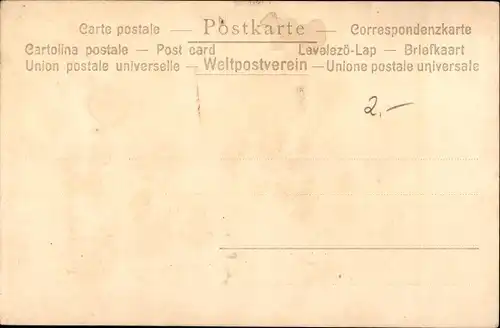 Carte postale — Postkarte — Correspondenzkarte
Cartolina postale — Post card Levelező-Lap — Briefkaart
Union postale universelle — Weltpostverein — Unione postale universale
2,-